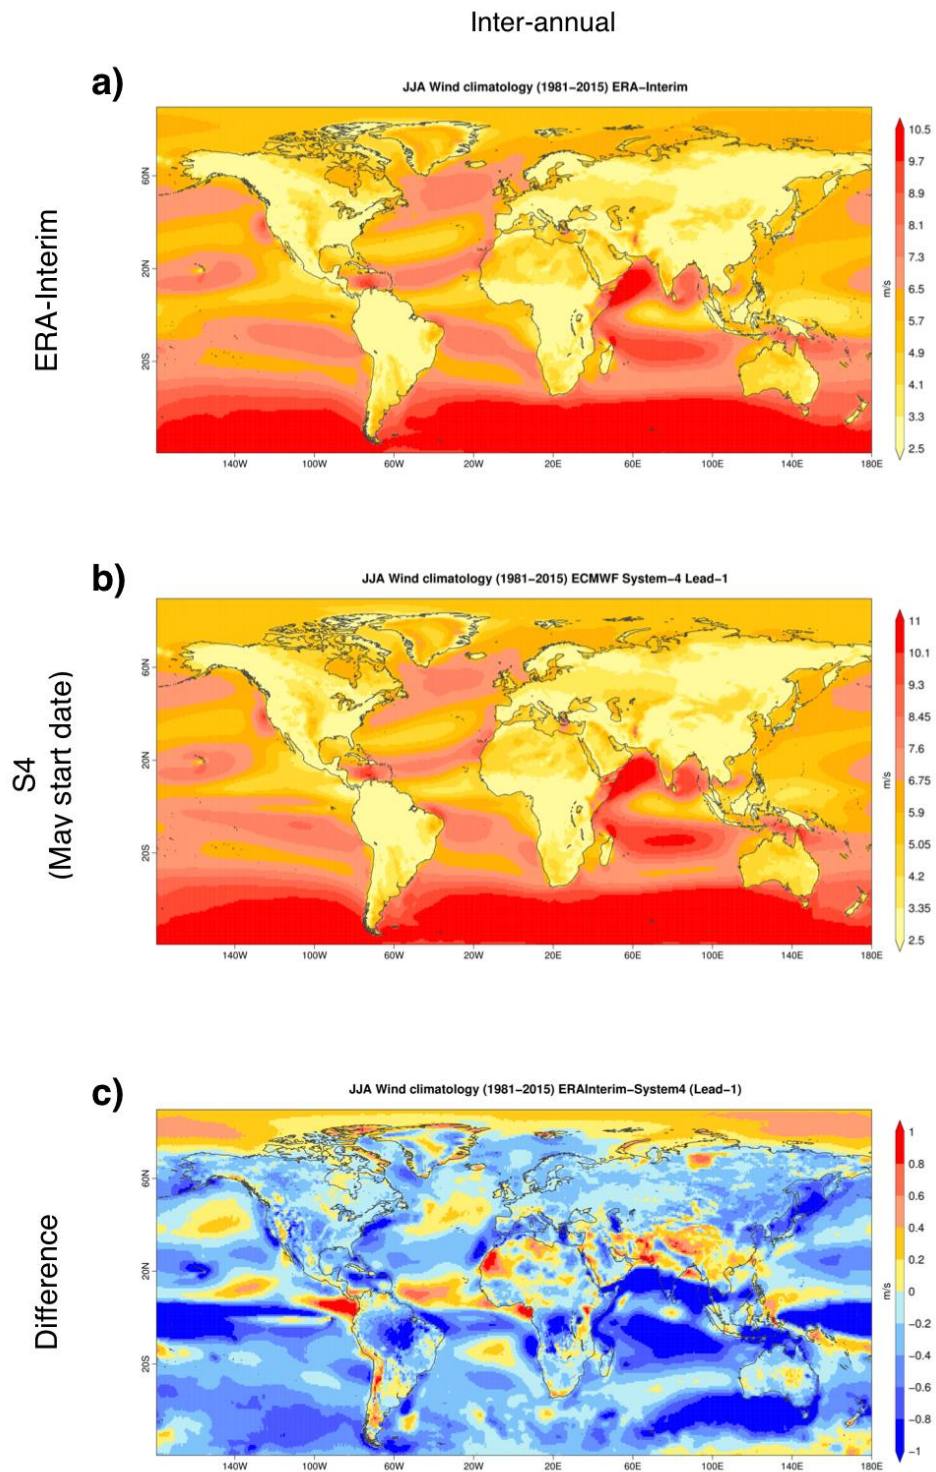 Inter-annual
a)
JJA Wind climatology (1981−2015) ERA−Interim
ERA-Interim
60N
20N
20S
140W 100W 60W 20W 20E 60E 100E 140E 180E
10.5
9.7
8.9
8.1
7.3
6.5
5.7
4.9
4.1
3.3
2.5
m/s
b)
JJA Wind climatology (1981−2015) ECMWF System−4 Lead−1
S4
(May start date)
60N
20N
20S
140W 100W 60W 20W 20E 60E 100E 140E 180E
11
10.1
9.3
8.45
7.6
6.75
5.9
5.05
4.2
3.35
2.5
m/s
c)
JJA Wind climatology (1981−2015) ERAInterim−System4 (Lead−1)
Difference
60N
20N
20S
140W 100W 60W 20W 20E 60E 100E 140E 180E
1
0.8
0.6
0.4
0.2
0
−0.2
−0.4
−0.6
−0.8
−1
m/s